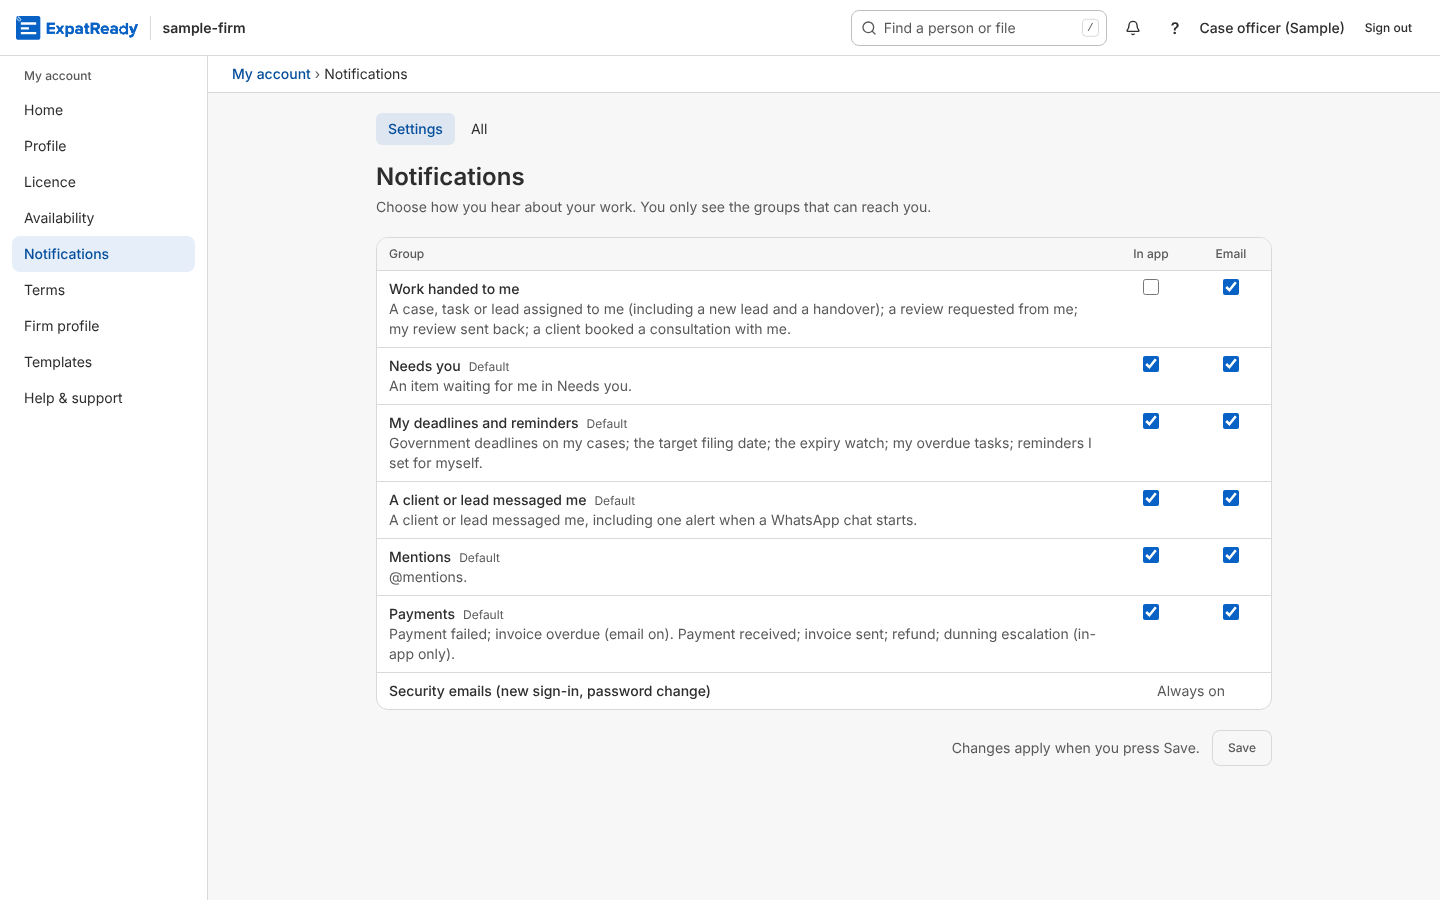 ExpatReady
sample-firm
Find a person or file
/
?
Case officer (Sample)
Sign out
My account
Home
Profile
Licence
Availability
Notifications
Terms
Firm profile
Templates
Help & support
My account › Notifications
Settings
All
Notifications
Choose how you hear about your work. You only see the groups that can reach you.
Group
In app
Email
Work handed to me
A case, task or lead assigned to me (including a new lead and a handover); a review requested from me;
my review sent back; a client booked a consultation with me.
Needs you Default
An item waiting for me in Needs you.
My deadlines and reminders Default
Government deadlines on my cases; the target filing date; the expiry watch; my overdue tasks; reminders I
set for myself.
A client or lead messaged me Default
A client or lead messaged me, including one alert when a WhatsApp chat starts.
Mentions Default
@mentions.
Payments Default
Payment failed; invoice overdue (email on). Payment received; invoice sent; refund; dunning escalation (in-
app only).
Security emails (new sign-in, password change)
Always on
Changes apply when you press Save.
Save